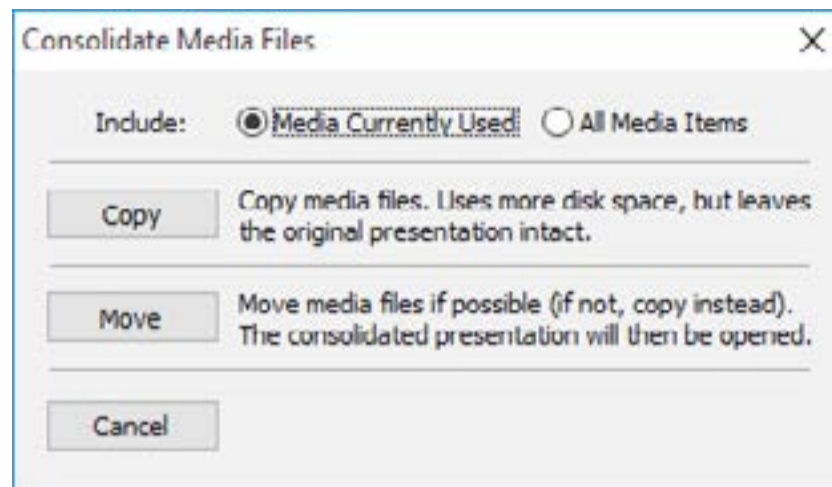 Consolidate Media Files
Include: Media Currently Used All Media Items
Copy
Copy media files. Uses more disk space, but leaves
the original presentation intact.
Move
Move media files if possible (if not, copy instead).
The consolidated presentation will then be opened.
Cancel